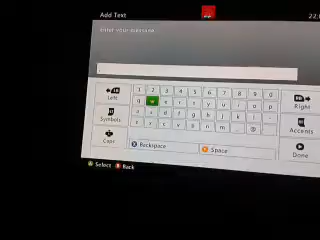 Add Text
22,
Enter your message
1 2 3 4 5 6 7 8 9 0
q w e r t y u i o p
a s d f g h j k l
z x c v b n m @
Left
Symbols
Caps
Right
Accents
Done
X Backspace
Y Space
A Select B Back